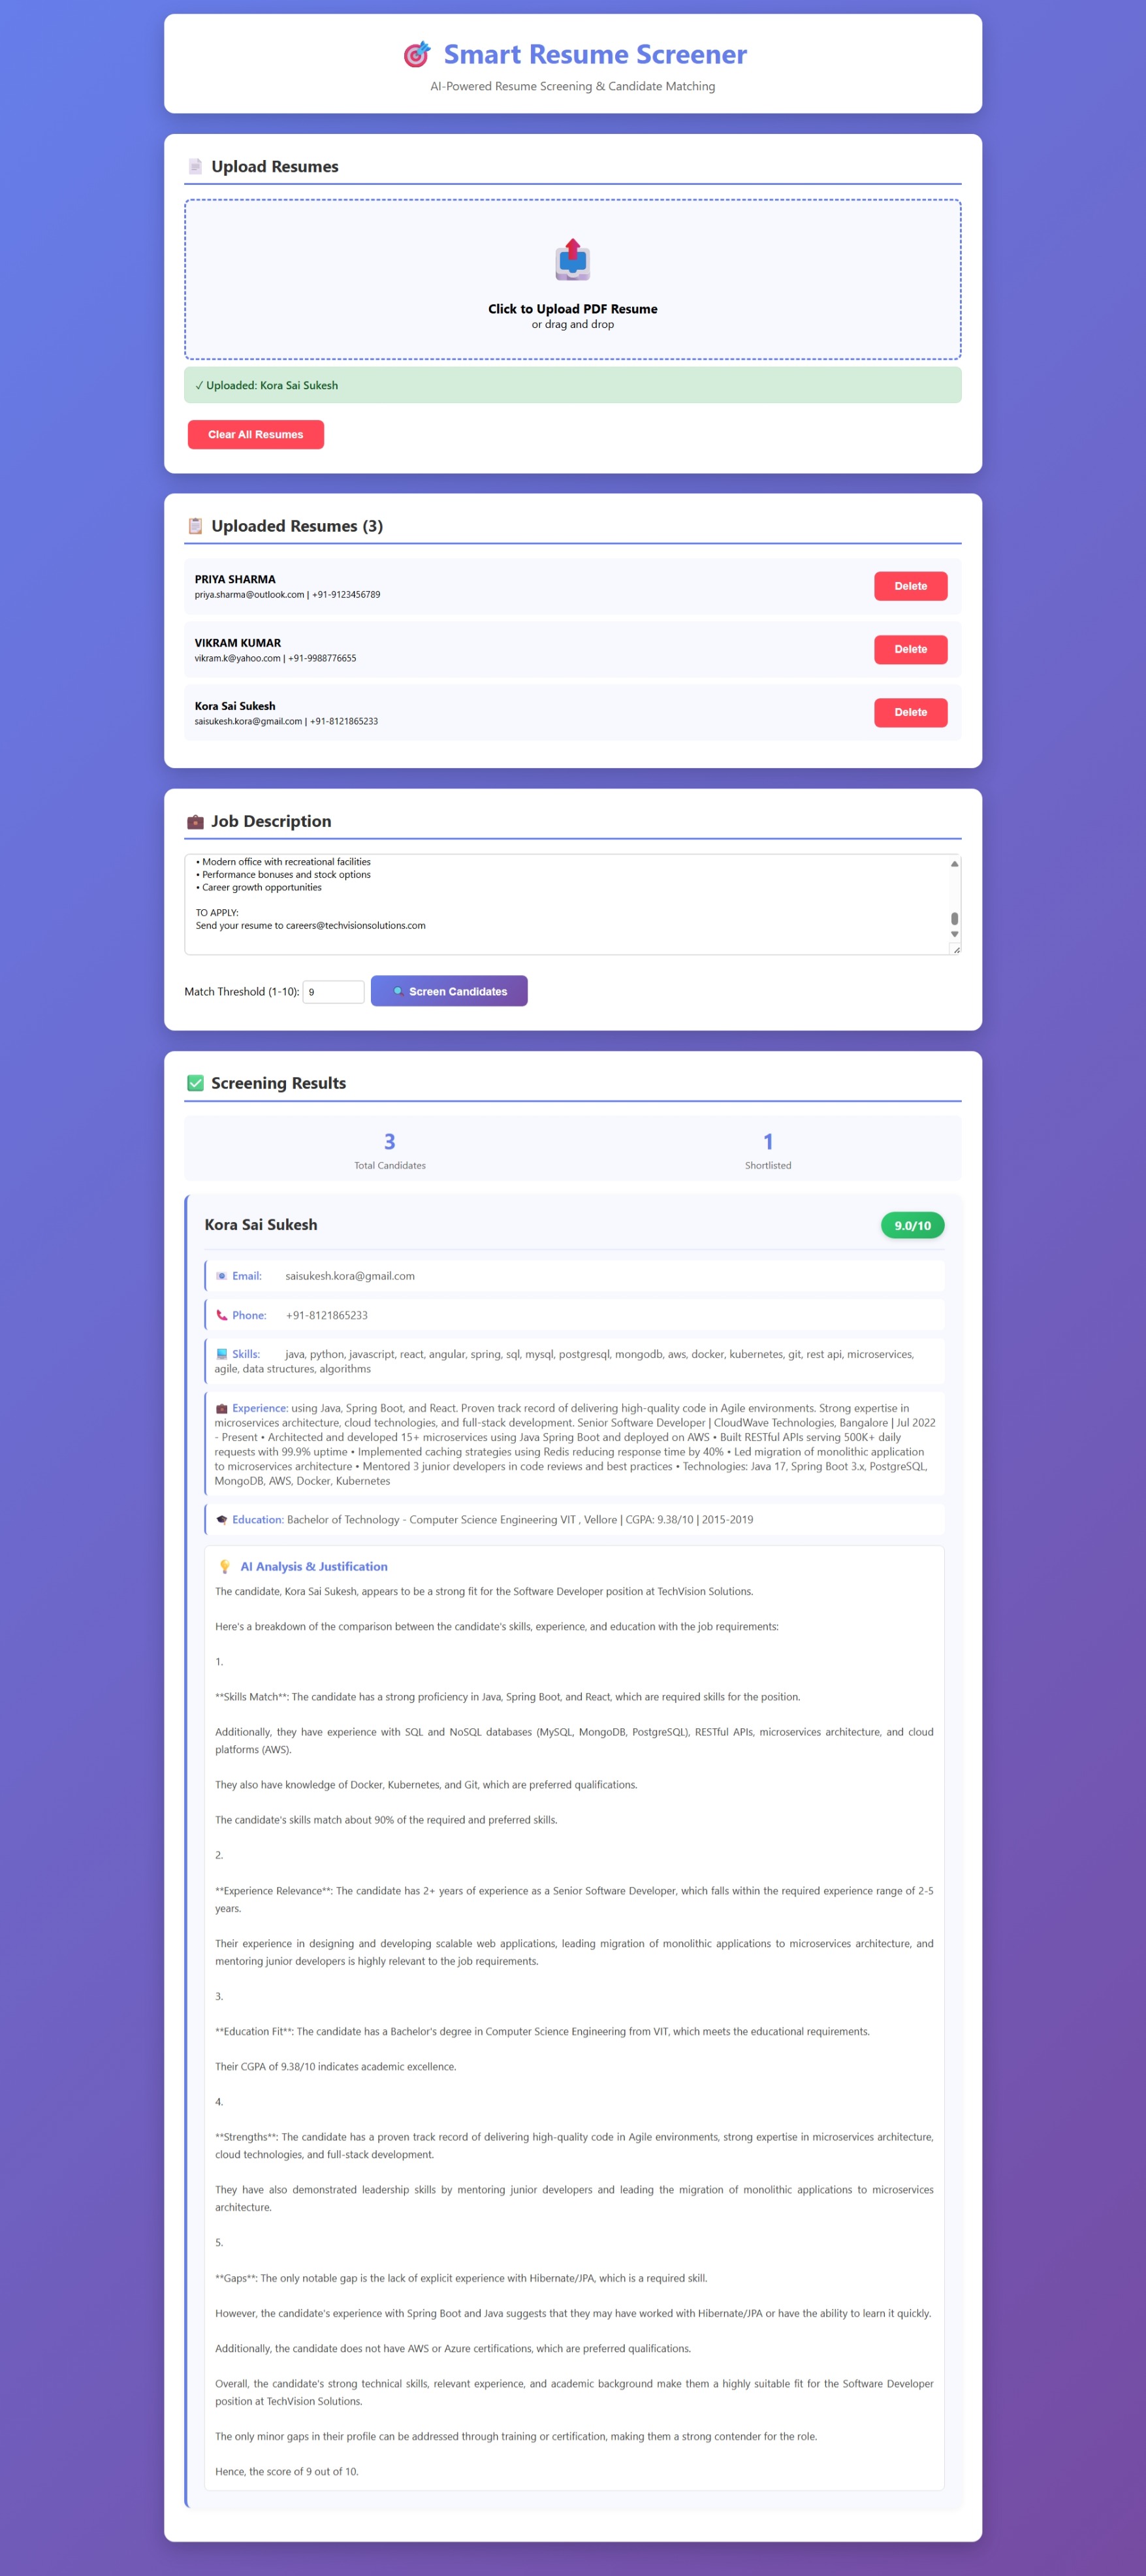 Smart Resume Screener
AI-Powered Resume Screening & Candidate Matching
Upload Resumes
Click to Upload PDF Resume
or drag and drop
✓ Uploaded: Kora Sai Sukesh
Clear All Resumes
Uploaded Resumes (3)
PRIYA SHARMA
priya.sharma@outlook.com | +91-9123456789
Delete
VIKRAM KUMAR
vikram.k@yahoo.com | +91-9988776655
Delete
Kora Sai Sukesh
saisukesh.kora@gmail.com | +91-8121865233
Delete
Job Description
• Modern office with recreational facilities
• Performance bonuses and stock options
• Career growth opportunities
TO APPLY:
Send your resume to careers@techvisionsolutions.com
Match Threshold (1-10): 9 Screen Candidates
Screening Results
3 1
Total Candidates Shortlisted
Kora Sai Sukesh 9.0/10
Email: saisukesh.kora@gmail.com
Phone: +91-8121865233
Skills: java, python, javascript, react, angular, spring, sql, mysql, postgresql, mongodb, aws, docker, kubernetes, git, rest api, microservices,
agile, data structures, algorithms
Experience: using Java, Spring Boot, and React. Proven track record of delivering high-quality code in Agile environments. Strong expertise in
microservices architecture, cloud technologies, and full-stack development. Senior Software Developer | CloudWave Technologies, Bangalore | Jul 2022
- Present • Architected and developed 15+ microservices using Java Spring Boot and deployed on AWS • Built RESTful APIs serving 500K+ daily
requests with 99.9% uptime • Implemented caching strategies using Redis reducing response time by 40% • Led migration of monolithic application
to microservices architecture • Mentored 3 junior developers in code reviews and best practices • Technologies: Java 17, Spring Boot 3.x, PostgreSQL,
MongoDB, AWS, Docker, Kubernetes
Education: Bachelor of Technology - Computer Science Engineering VIT , Vellore | CGPA: 9.38/10 | 2015-2019
AI Analysis & Justification
The candidate, Kora Sai Sukesh, appears to be a strong fit for the Software Developer position at TechVision Solutions.
Here's a breakdown of the comparison between the candidate's skills, experience, and education with the job requirements:
1.
**Skills Match**: The candidate has a strong proficiency in Java, Spring Boot, and React, which are required skills for the position.
Additionally, they have experience with SQL and NoSQL databases (MySQL, MongoDB, PostgreSQL), RESTful APIs, microservices architecture, and cloud
platforms (AWS).
They also have knowledge of Docker, Kubernetes, and Git, which are preferred qualifications.
The candidate's skills match about 90% of the required and preferred skills.
2.
**Experience Relevance**: The candidate has 2+ years of experience as a Senior Software Developer, which falls within the required experience range of 2-5
years.
Their experience in designing and developing scalable web applications, leading migration of monolithic applications to microservices architecture, and
mentoring junior developers is highly relevant to the job requirements.
3.
**Education Fit**: The candidate has a Bachelor's degree in Computer Science Engineering from VIT, which meets the educational requirements.
Their CGPA of 9.38/10 indicates academic excellence.
4.
**Strengths**: The candidate has a proven track record of delivering high-quality code in Agile environments, strong expertise in microservices architecture,
cloud technologies, and full-stack development.
They have also demonstrated leadership skills by mentoring junior developers and leading the migration of monolithic applications to microservices
architecture.
5.
**Gaps**: The only notable gap is the lack of explicit experience with Hibernate/JPA, which is a required skill.
However, the candidate's experience with Spring Boot and Java suggests that they may have worked with Hibernate/JPA or have the ability to learn it quickly.
Additionally, the candidate does not have AWS or Azure certifications, which are preferred qualifications.
Overall, the candidate's strong technical skills, relevant experience, and academic background make them a highly suitable fit for the Software Developer
position at TechVision Solutions.
The only minor gaps in their profile can be addressed through training or certification, making them a strong contender for the role.
Hence, the score of 9 out of 10.